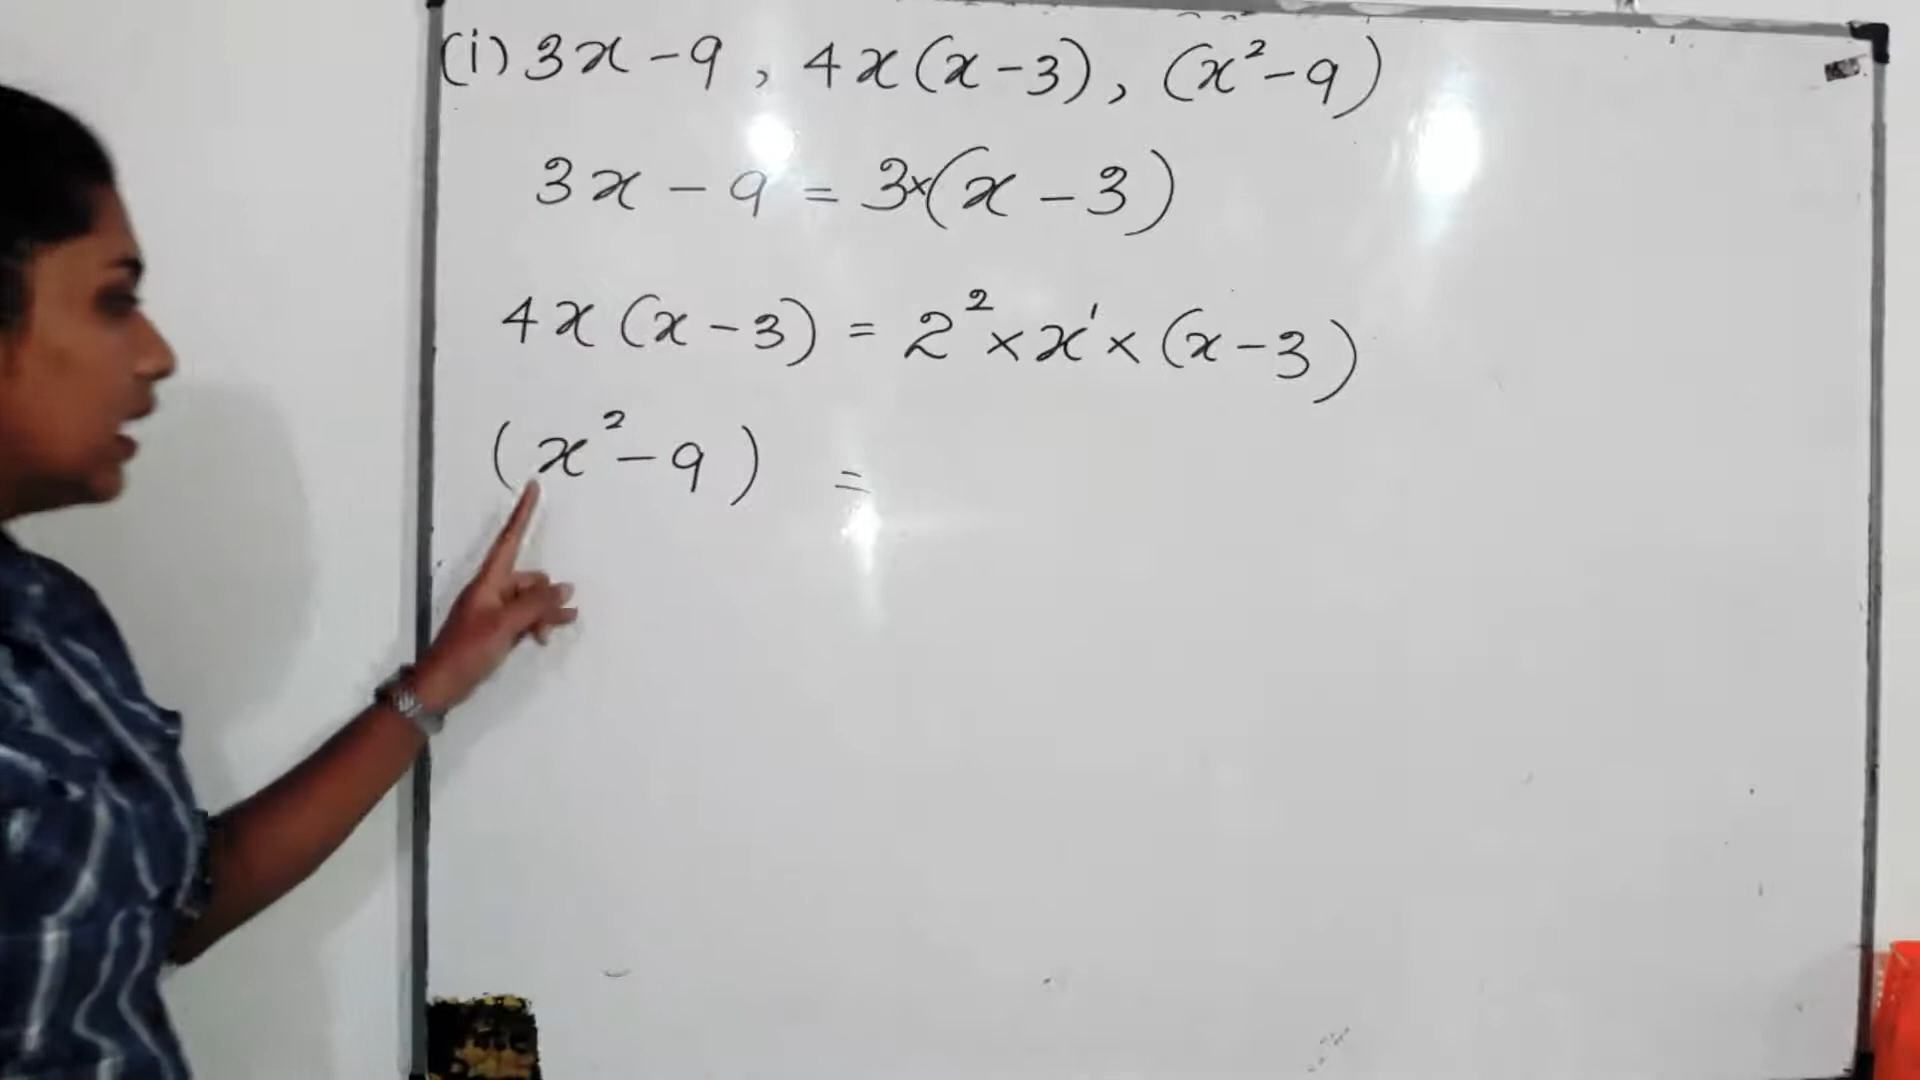 (i) 3x - 9 , 4x(x - 3) , (x² - 9)
3x - 9 = 3×(x - 3)
4x (x - 3) = 2² × x¹ × (x - 3)
(x² - 9) =